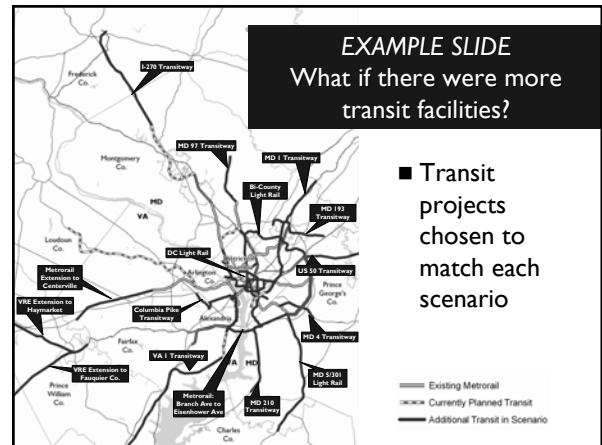 EXAMPLE SLIDE
What if there were more
transit facilities?
■ Transit
projects
chosen to
match each
scenario
I-270 Transitway
Frederick
Co.
MD 97 Transitway
MD 1 Transitway
Montgomery
Co.
Bi-County
Light Rail
MD
VA
MD 193
Transitway
Loudoun
Co.
DC Light Rail
District
Arlington
Co.
US 50 Transitway
Metrorail
Extension to
Centerville
Prince
George's
Co.
VRE Extension to
Haymarket
Columbia Pike
Transitway
Alexandria
MD 4 Transitway
Fairfax
Co.
VA 1 Transitway
VA
MD
MD 5/301
Light Rail
VRE Extension to
Fauquier Co.
Prince
William
Co.
Metrorail:
Branch Ave to
Eisenhower Ave
MD 210
Transitway
Charles
Co.
Existing Metrorail
Currently Planned Transit
Additional Transit in Scenario